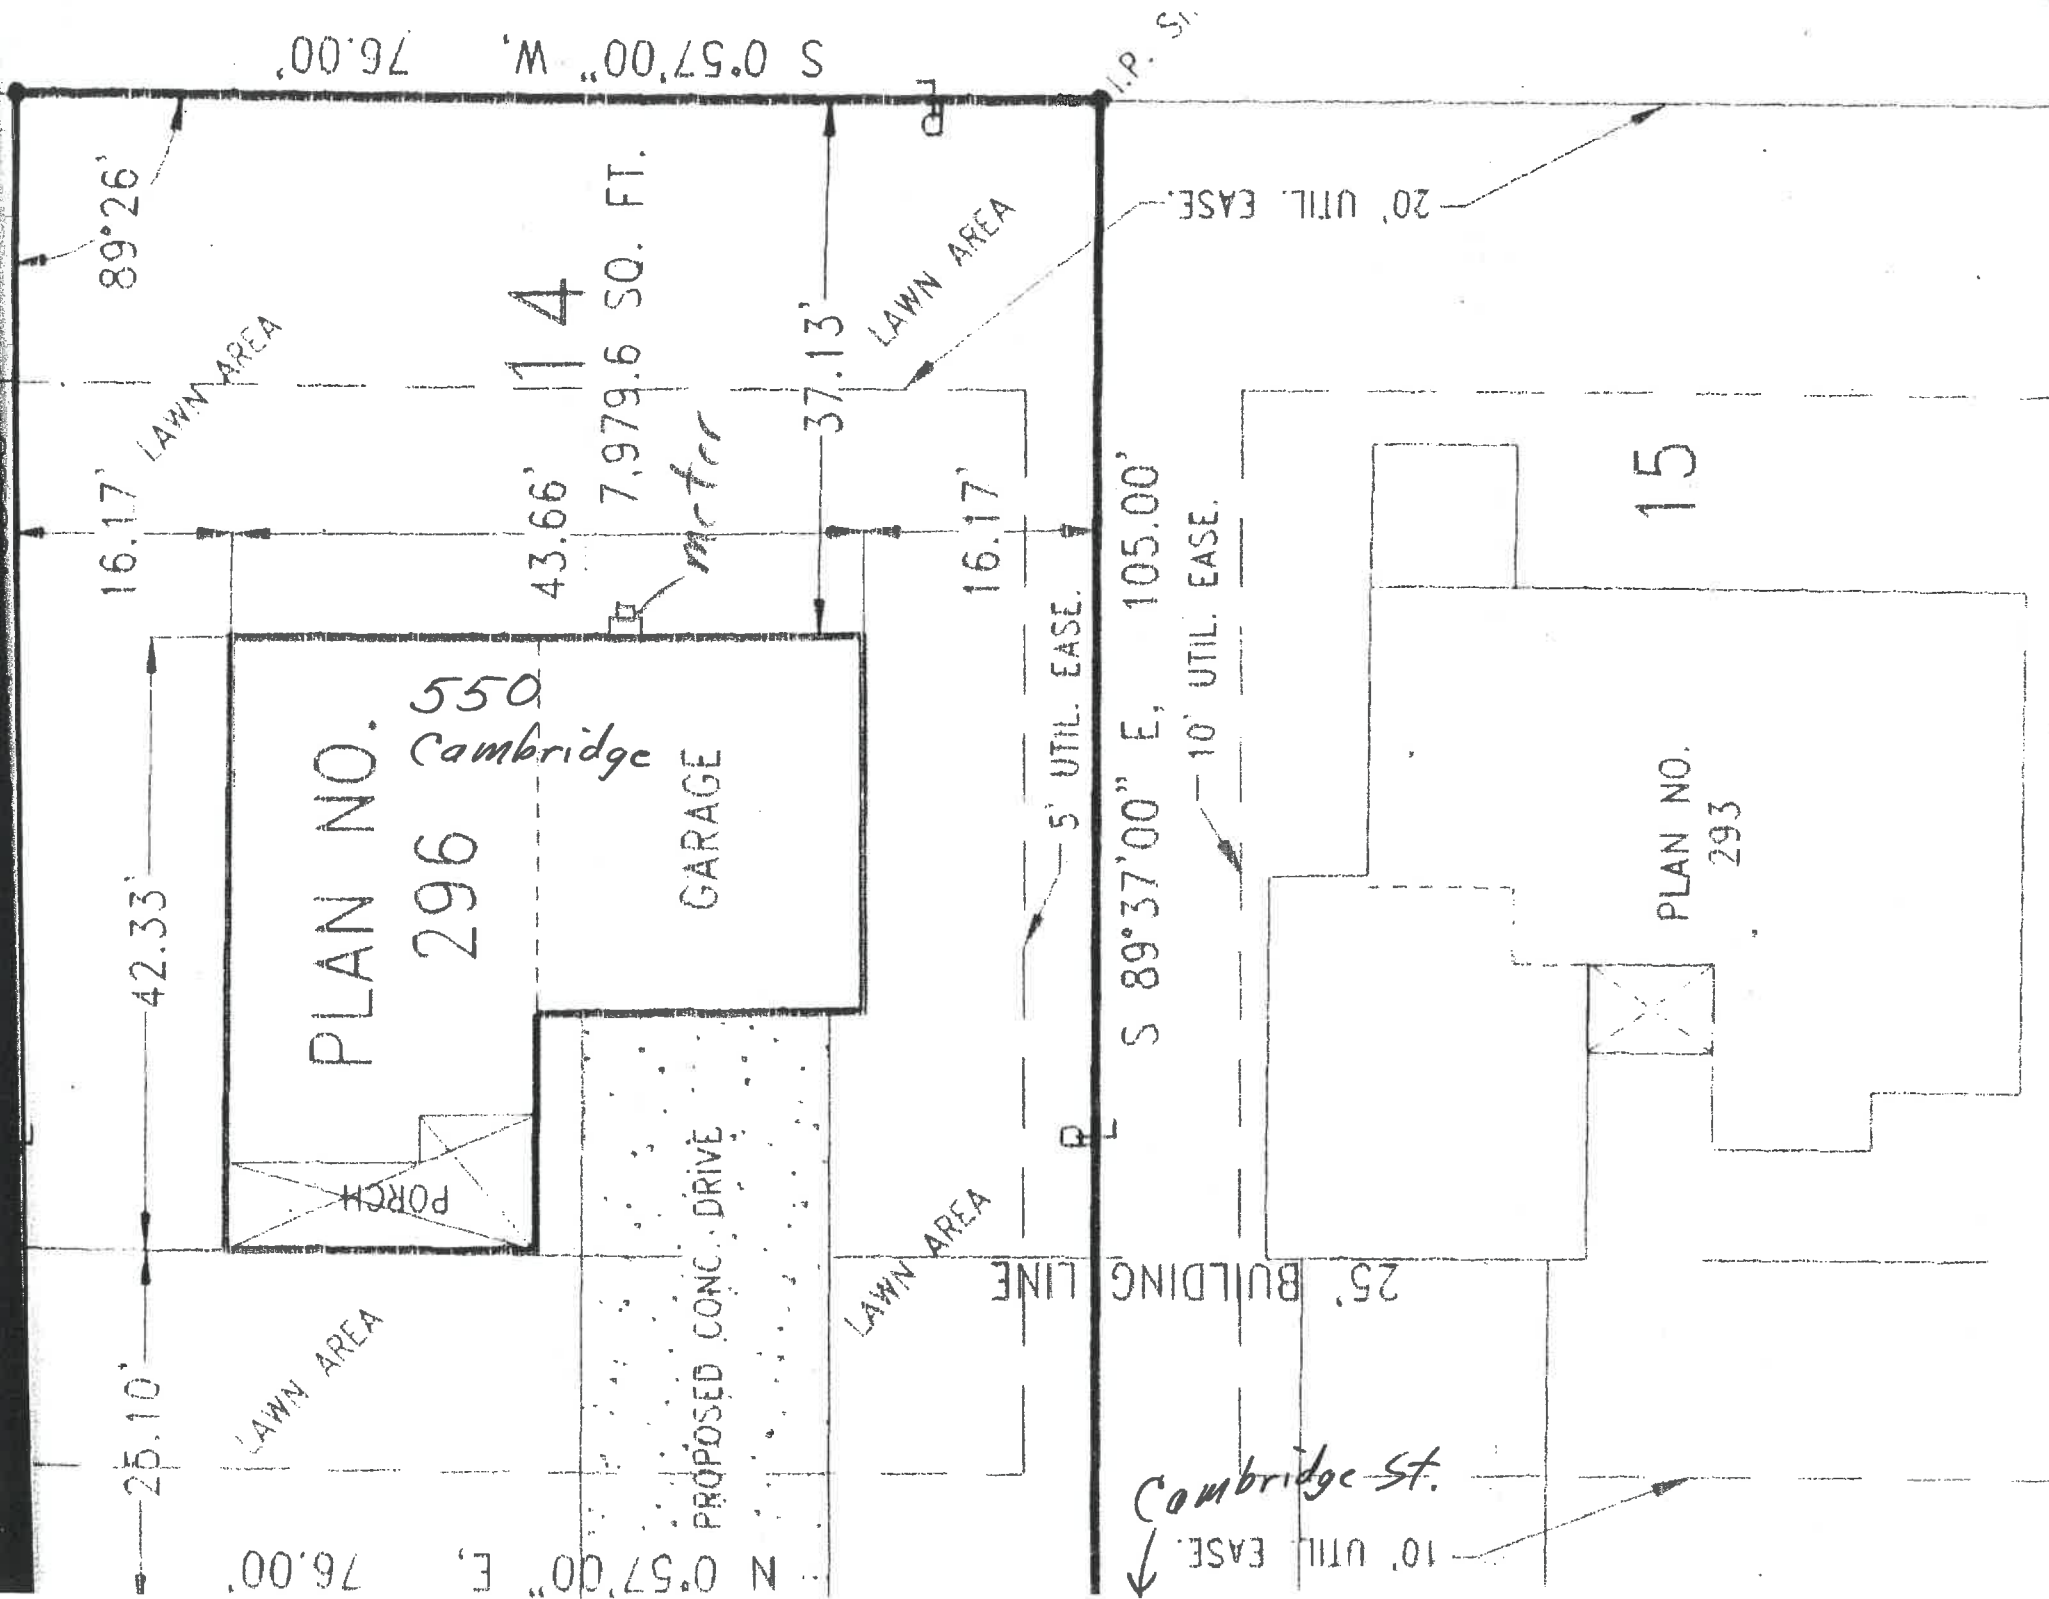 S 0°57'00" W, 76.00'
I.P.
P L
89°26'
20' UTIL. EASE.
LAWN AREA
LAWN AREA
114
7,979.6 SQ. FT.
37.13'
16.17'
43.66'
16.17'
meter
S 89°37'00" E, 105.00'
10' UTIL. EASE.
5' UTIL. EASE.
15
550
Cambridge
PLAN NO.
296
GARAGE
42.33'
PLAN NO.
293
PORCH
P L
PROPOSED CONC. DRIVE
LAWN AREA
LAWN AREA
25' BUILDING LINE
25.10'
Cambridge St.
10' UTIL. EASE.
N 0°57'00" E, 76.00'